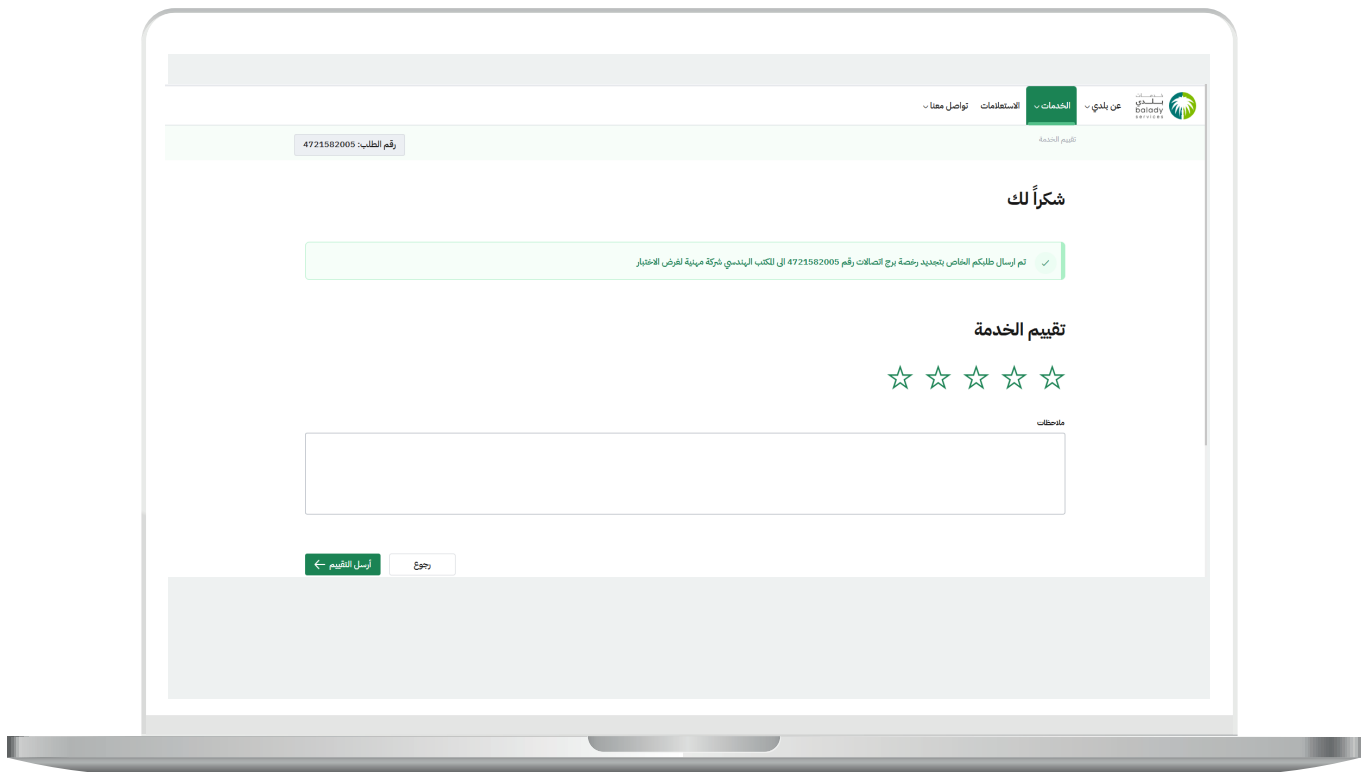 خدمات
بلدي
balady
services
عن بلدي
الخدمات
الاستعلامات
تواصل معنا
تقييم الخدمة
رقم الطلب: 4721582005
شكراً لك
تم ارسال طلبكم الخاص بتجديد رخصة برج اتصالات رقم 4721582005 الى المكتب الهندسي شركة مهنية لغرض الاختبار
تقييم الخدمة
ملاحظات
رجوع
أرسل التقييم